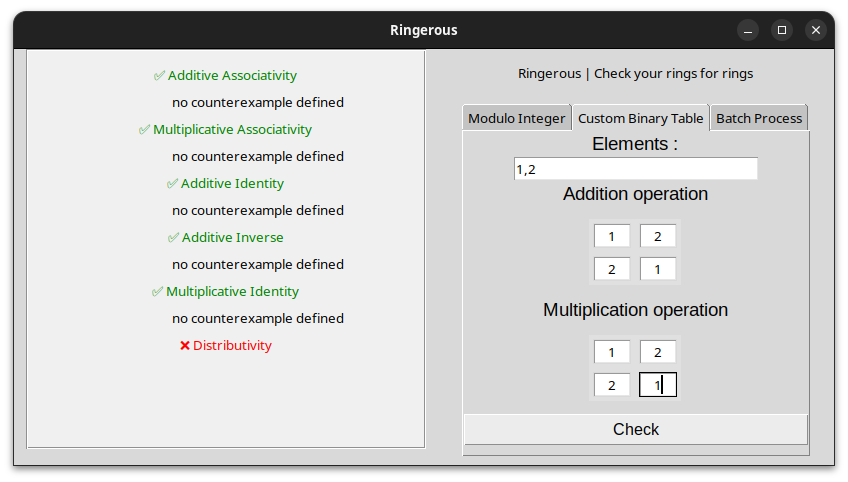 Ringerous
✅ Additive Associativity
no counterexample defined
✅ Multiplicative Associativity
no counterexample defined
✅ Additive Identity
no counterexample defined
✅ Additive Inverse
no counterexample defined
✅ Multiplicative Identity
no counterexample defined
❌ Distributivity
Ringerous | Check your rings for rings
Modulo Integer Custom Binary Table Batch Process
Elements :
1,2
Addition operation
1 2
2 1
Multiplication operation
1 2
2 1
Check